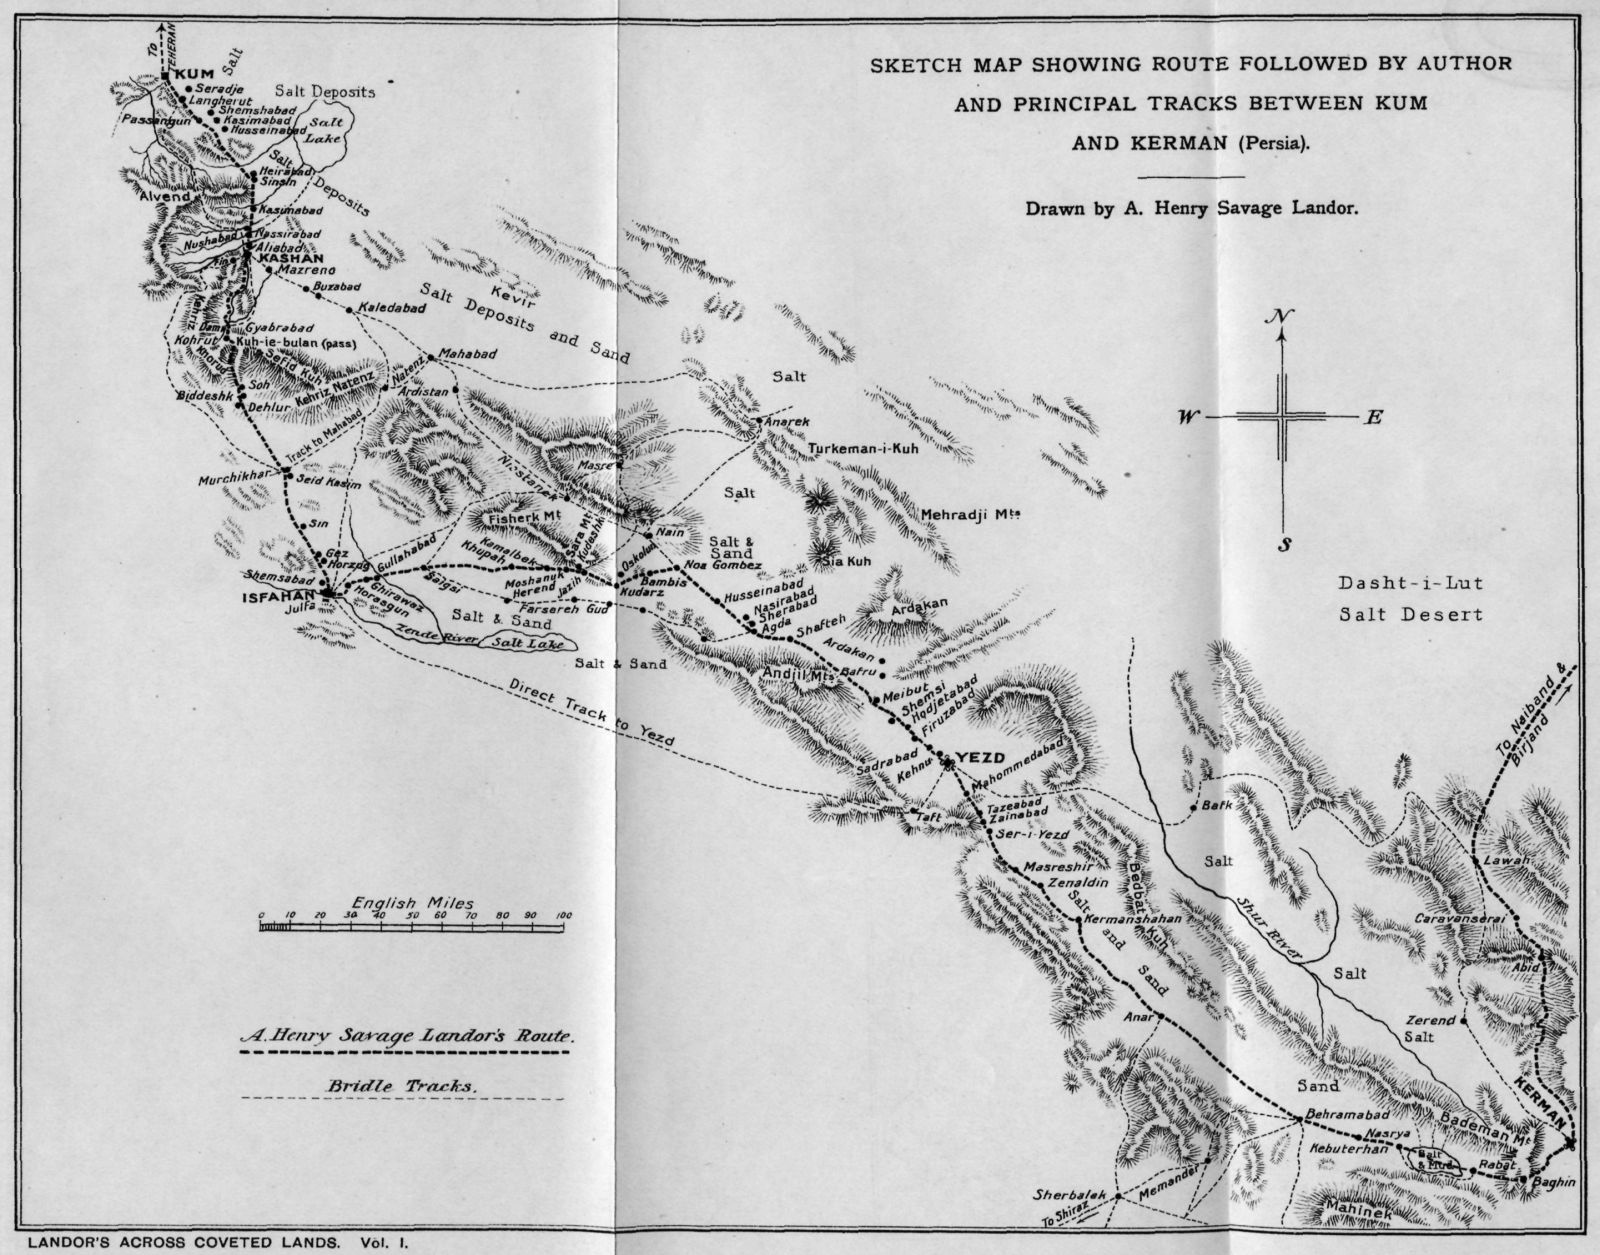 SKETCH MAP SHOWING ROUTE FOLLOWED BY AUTHOR
AND PRINCIPAL TRACKS BETWEEN KUM
AND KERMAN (Persia).
Drawn by A. Henry Savage Landor.
TO TEHERAN
Salt
KUM
Seradje
Langherut
Salt Deposits
Shemshabad
Kasimabad
Passangun
Husseinabad
Salt
Lake
Salt Deposits
Heirabad
Sinsin
Alvend
Kasimabad
Nushabad
Nassirabad
Aliabad
Fin
KASHAN
Mazreno
Buzabad
Kaledabad
Kevir
Salt Deposits and Sand
Kehriz
Dam
Gyabrabad
Kohrut
Kuh-ie-bulan (pass)
Khorud
Sefid Kuh
Kehriz Natenz
Natenz
Mahabad
Ardistan
Soh
Biddeshk
Dehlur
Track to Mahabad
Murchikhar
Seid Kasim
Salt
Anarek
Turkeman-i-Kuh
Masre
Nisstanek
Salt
Mehradji Mts
Fisherk Mt
Sara Mt
Kudeshk
Nain
Sin
Gez
Horzog
Gullahabad
Kamalbek
Khupah
Oskolun
Salt &
Sand
Noa Gombez
Sia Kuh
Shemsabad
ISFAHAN
Julfa
Ghirawaz
Horasgun
Saigsi
Moshanuk
Herend
Jazih
Bambis
Kudarz
Farsereh
Gud
Salt & Sand
Zende River
Salt Lake
Husseinabad
Nasirabad
Sherabad
Agda
Shafteh
Ardakan
Ardakan
Bafru
Salt & Sand
Andjil Mts
Direct Track to Yezd
Meibut
Shemsi
Hodjetabad
Firuzabad
Sadrabad
Kehnu
YEZD
Mahommedabad
Taft
Tazeabad
Zainabad
Ser-i-Yezd
Masreshir
Zenaldin
Salt and Sand
Kermanshahan
Bedbat Kuh
Anar
N
W
E
S
Dasht-i-Lut
Salt Desert
To Naiband &
Birjand
Bafk
Salt
Shur River
Salt
Lawah
Caravanserai
Abid
Zerend
Salt
Sand
KERMAN
Behramabad
Nasrya
Kebuterhan
Bademan Mt
Salt
& Mud
Rabat
Baghin
Mahinek
Sherbalek
Memander
To Shiraz
English Miles
0 10 20 30 40 50 60 70 80 90 100
A. Henry Savage Landor's Route.
Bridle Tracks.
LANDOR'S ACROSS COVETED LANDS. Vol. I.